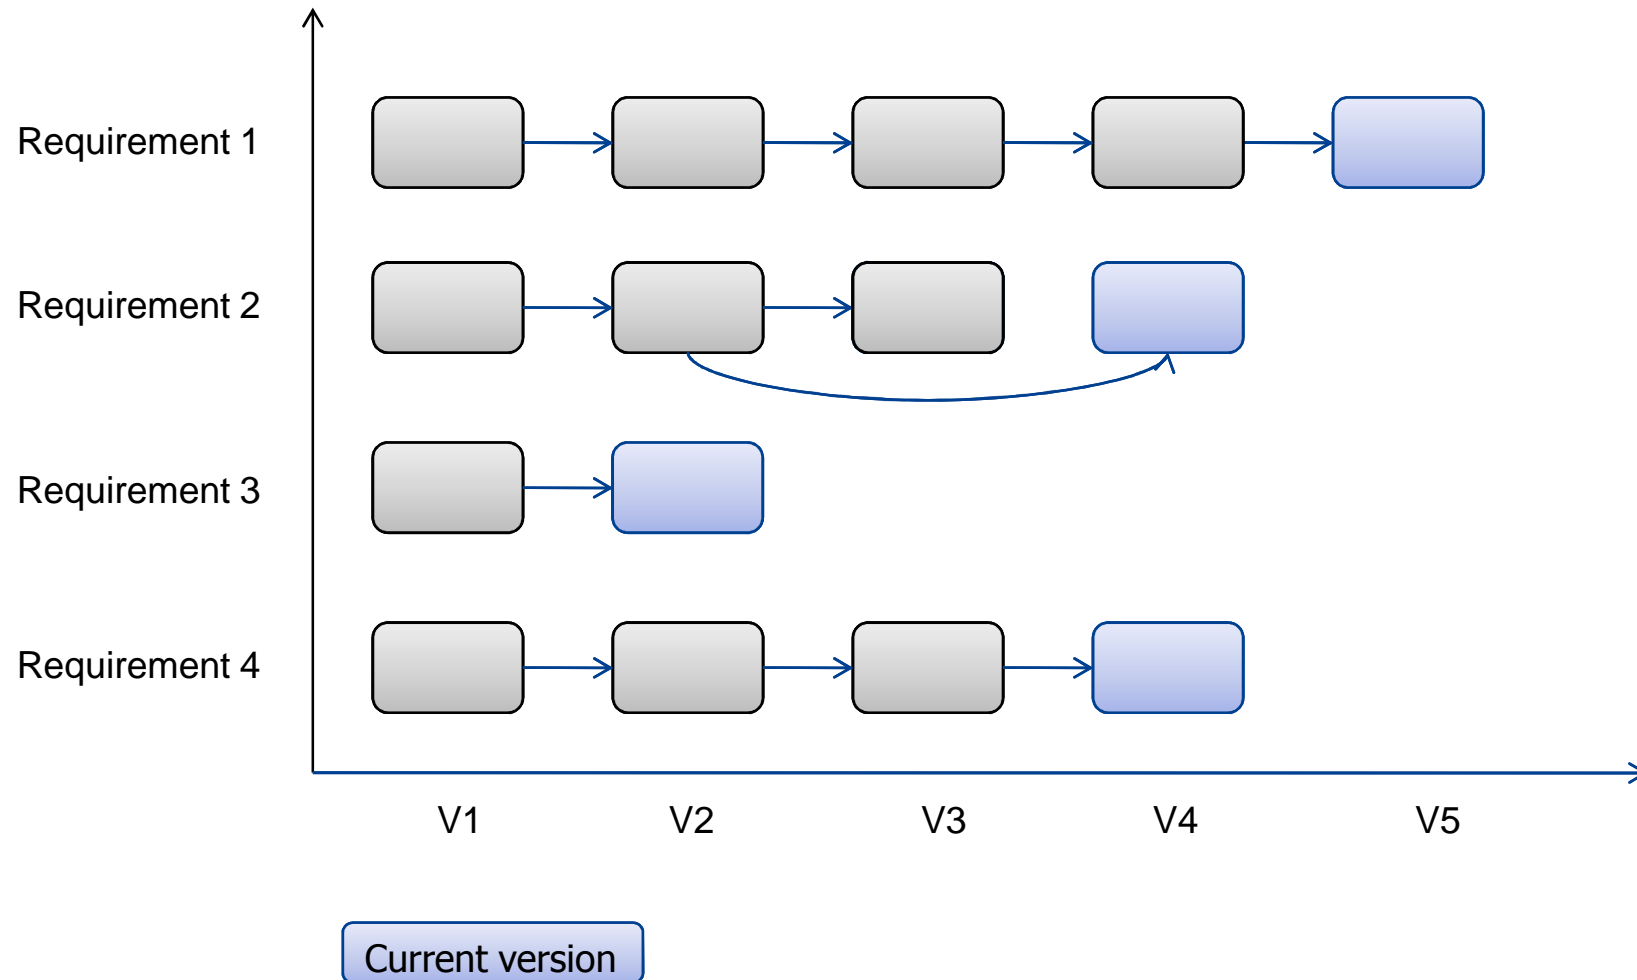 Requirement 1
Requirement 2
Requirement 3
Requirement 4
V1 V2 V3 V4 V5
Current version